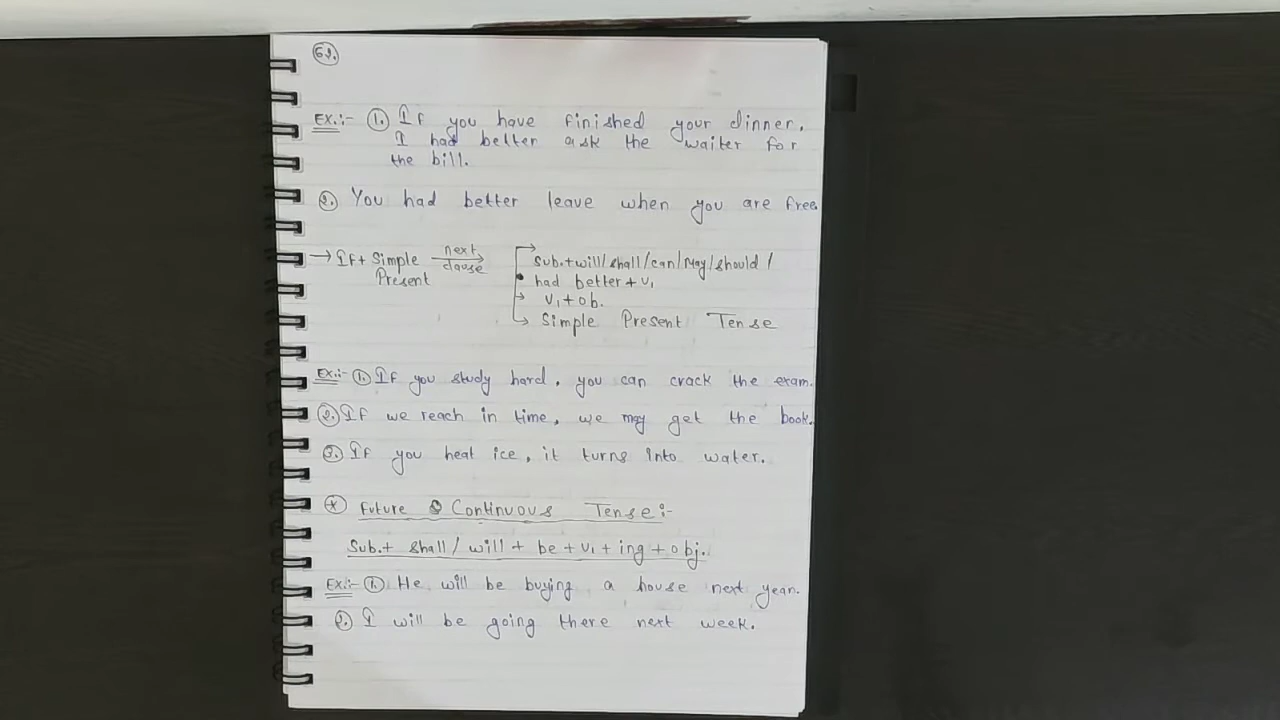 62.
Ex.:- 1. If you have finished your dinner.
I had better ask the waiter for
the bill.
2. You had better leave when you are free.
→ If + Simple Present next clause → Sub.+will/shall/can/May/should/
had better + V₁
→ V₁ + ob.
→ Simple Present Tense
Ex.:- 1. If you study hard, you can crack the exam.
2. If we reach in time, we may get the book.
3. If you heat ice, it turns into water.
* Future Continuous Tense:-
Sub.+ shall/will + be + V₁ + ing + obj.
Ex.:- 1. He will be buying a house next year.
2. I will be going there next week.